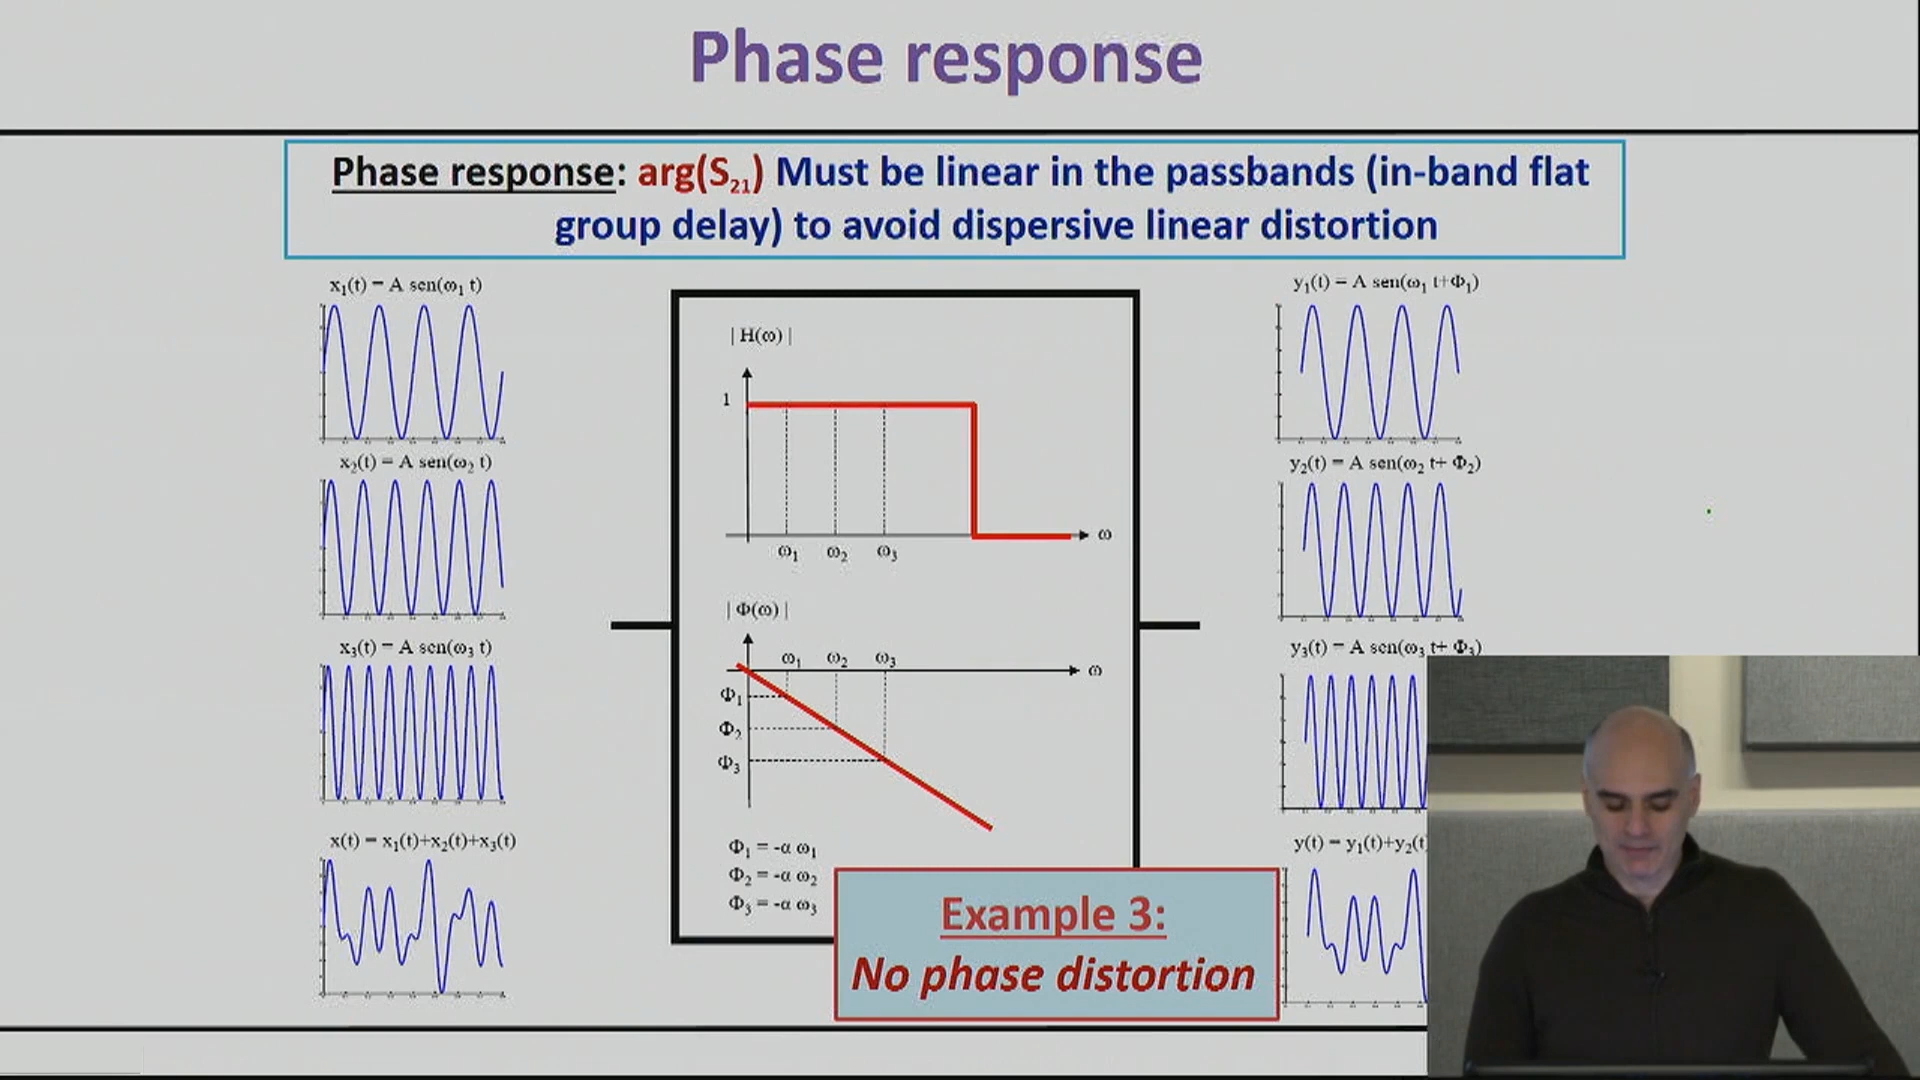 Phase response
Phase response: arg(S21) Must be linear in the passbands (in-band flat
group delay) to avoid dispersive linear distortion
x1(t) = A sen(ω1 t)
x2(t) = A sen(ω2 t)
x3(t) = A sen(ω3 t)
x(t) = x1(t)+x2(t)+x3(t)
| H(ω) |
1
ω
ω1 ω2 ω3
| Φ(ω) |
ω1 ω2 ω3
ω
Φ1
Φ2
Φ3
Φ1 = -α ω1
Φ2 = -α ω2
Φ3 = -α ω3
Example 3:
No phase distortion
y1(t) = A sen(ω1 t+Φ1)
y2(t) = A sen(ω2 t+ Φ2)
y3(t) = A sen(ω3 t+ Φ3)
y(t) = y1(t)+y2(t